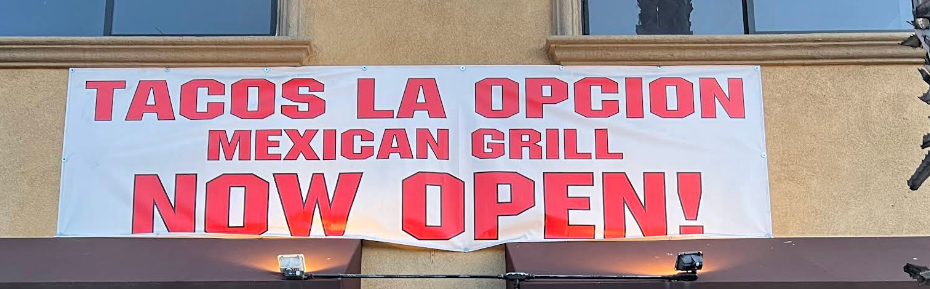 TACOS LA OPCION
MEXICAN GRILL
NOW OPEN!